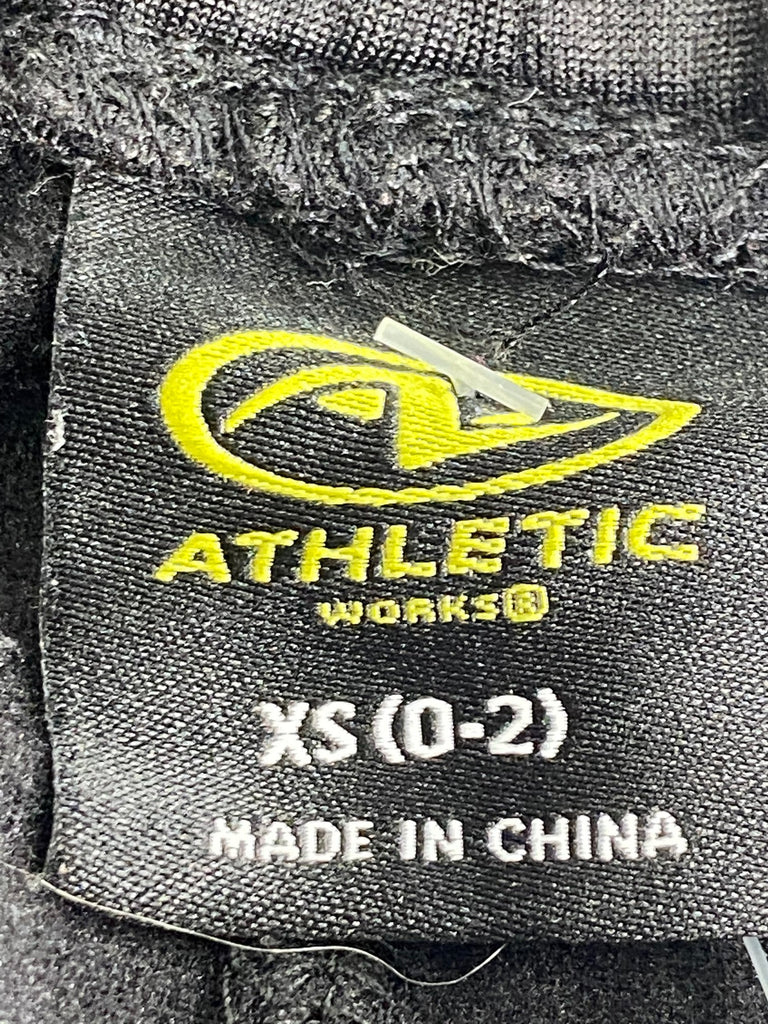 ATHLETIC
WORKS®
XS (0-2)
MADE IN CHINA